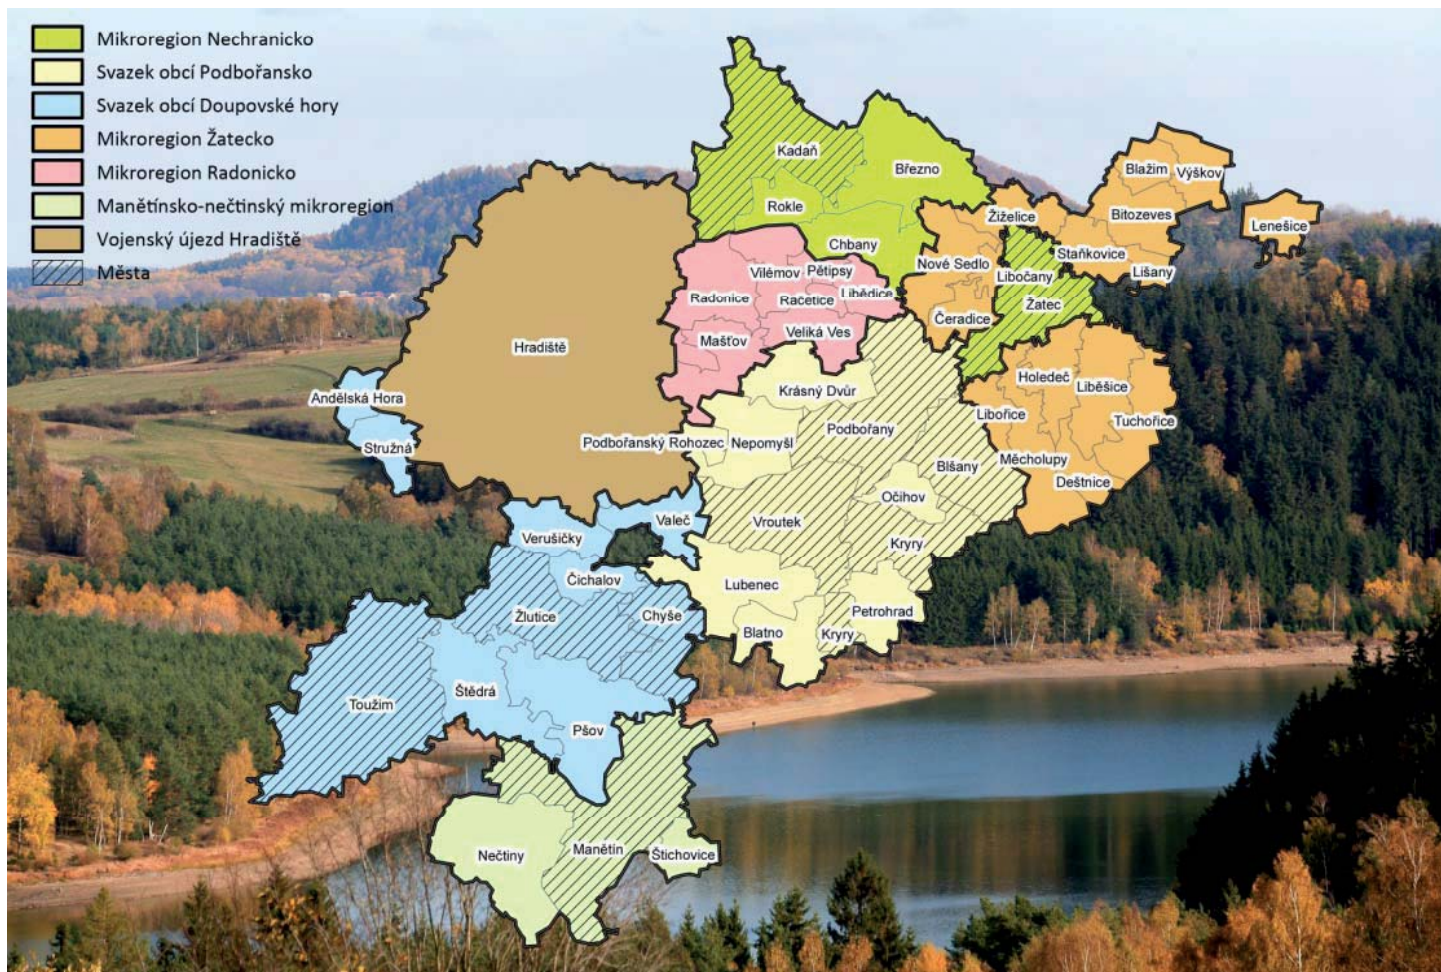 Mikroregion Nechranicko
Svazek obcí Podbořansko
Svazek obcí Doupovské hory
Mikroregion Žatecko
Mikroregion Radonicko
Manětínsko-nečtinský mikroregion
Vojenský újezd Hradiště
Města
Kadaň
Březno
Rokle
Chbany
Blažim
Výškov
Bitozeves
Žiželice
Staňkovice
Lišany
Lenešice
Nové Sedlo
Libočany
Žatec
Čeradice
Vilémov
Pětipsy
Radonice
Račetice
Libědice
Mašťov
Veliká Ves
Hradiště
Andělská Hora
Stružná
Krásný Dvůr
Podbořanský Rohozec
Nepomyšl
Podbořany
Blšany
Očihov
Vroutek
Kryry
Holedeč
Liběšice
Libořice
Tuchořice
Měcholupy
Deštnice
Valeč
Verušičky
Čichalov
Žlutice
Chyše
Lubenec
Blatno
Kryry
Petrohrad
Toužim
Štědrá
Pšov
Nečtiny
Manětín
Štichovice